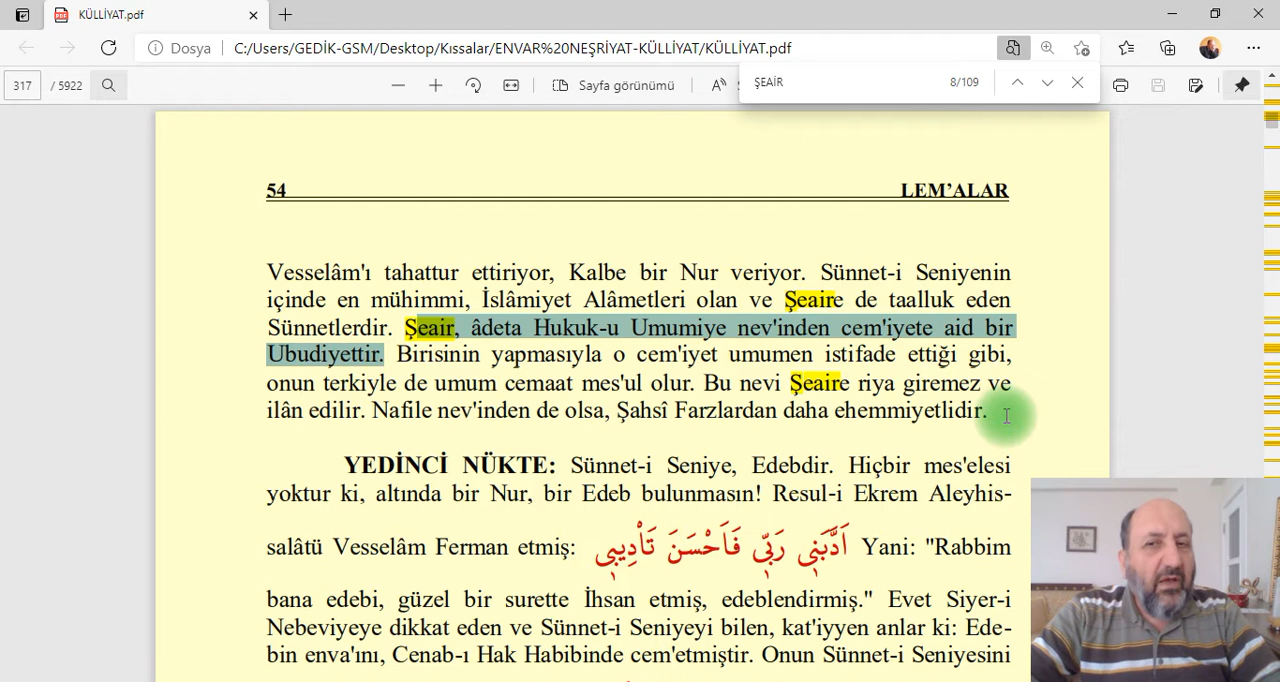 KÜLLİYAT.pdf
Dosya
C:/Users/GEDİK-GSM/Desktop/Kıssalar/ENVAR%20NEŞRİYAT-KÜLLİYAT/KÜLLİYAT.pdf
317 / 5922
Sayfa görünümü
ŞEAİR 8/109
54 LEM’ALAR
Vesselâm'ı tahattur ettiriyor, Kalbe bir Nur veriyor. Sünnet-i Seniyenin
içinde en mühimmi, İslâmiyet Alâmetleri olan ve Şeaire de taalluk eden
Sünnetlerdir. Şeair, âdeta Hukuk-u Umumiye nev'inden cem'iyete aid bir
Ubudiyettir. Birisinin yapmasıyla o cem'iyet umumen istifade ettiği gibi,
onun terkiyle de umum cemaat mes'ul olur. Bu nevi Şeaire riya giremez ve
ilân edilir. Nafile nev'inden de olsa, Şahsî Farzlardan daha ehemmiyetlidir.
YEDİNCİ NÜKTE: Sünnet-i Seniye, Edebdir. Hiçbir mes'elesi
yoktur ki, altında bir Nur, bir Edeb bulunmasın! Resul-i Ekrem Aleyhis-
salâtü Vesselâm Ferman etmiş: اَدَّبَنِى رَبِّى فَاَحْسَنَ تَاْدِيبِى Yani: "Rabbim
bana edebi, güzel bir surette İhsan etmiş, edeblendirmiş." Evet Siyer-i
Nebeviyeye dikkat eden ve Sünnet-i Seniyeyi bilen, kat'iyyen anlar ki: Ede-
bin enva'ını, Cenab-ı Hak Habibinde cem'etmiştir. Onun Sünnet-i Seniyesini